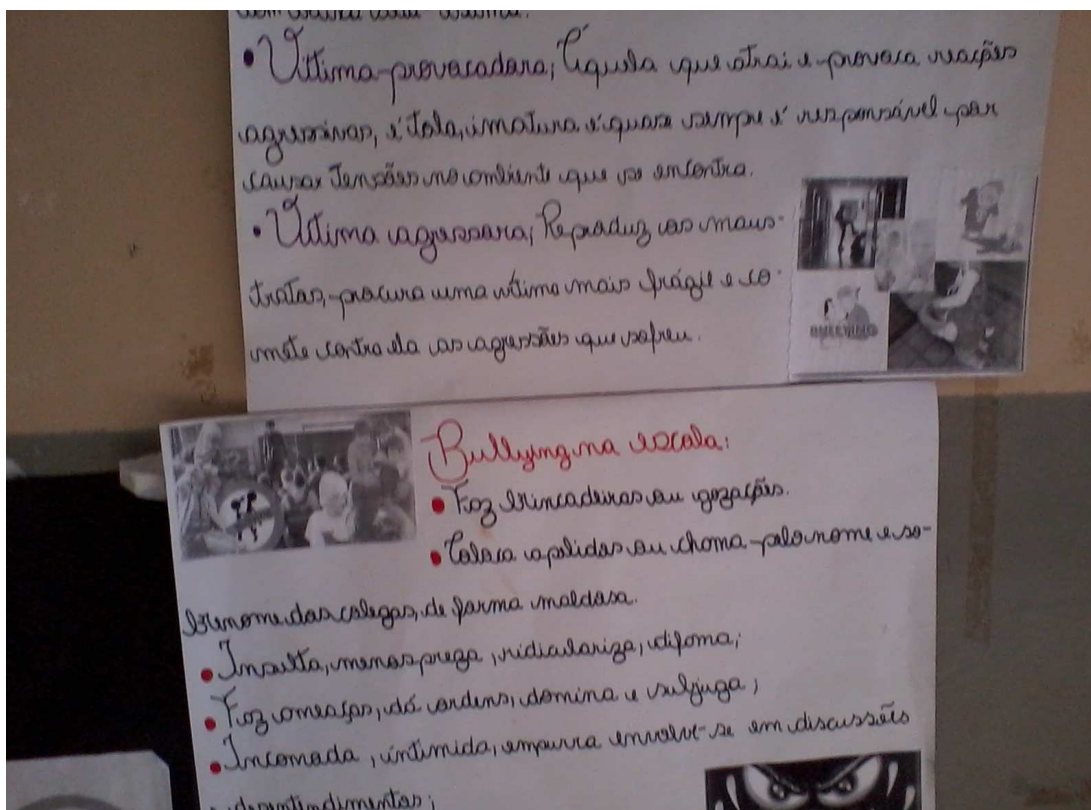 • Vítima-provocadora; Àquela que atrai e provoca reações
agressivas, é tola, imatura é quase sempre é responsável por
causar Tensões no ambiente que se encontra.
• Vítima agressora; Reproduz os maus-
tratos, procura uma vítima mais frágil e co-
mete contra ela as agressões que sofreu.
BULLYING
Bullying na escola:
• Faz brincadeiras ou gozações.
• Coloca apelidos ou chama pelo nome e so-
brenome dos colegas, de forma maldosa.
• Insulta, menospreza, ridiculariza, difama;
• Faz ameaças, dá ordens, domina e subjuga;
• Incomoda, intimida, empurra envolve-se em discussões
e desentendimentos;